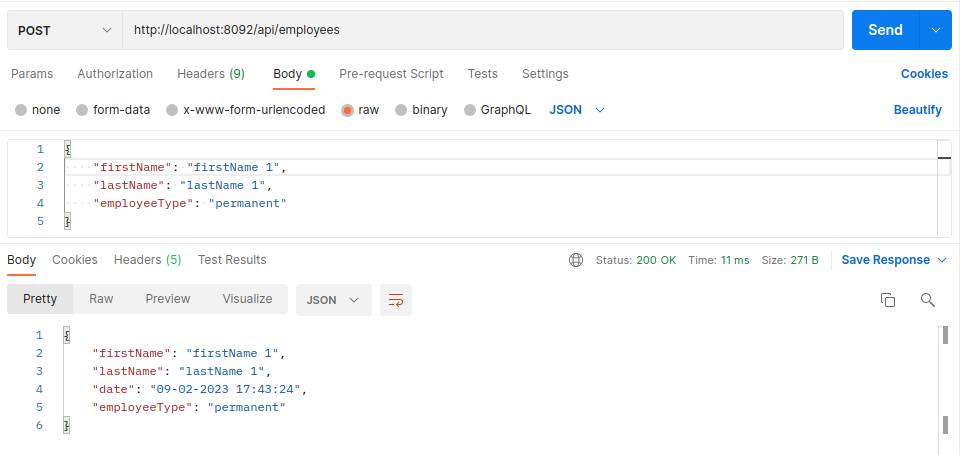 POST http://localhost:8092/api/employees Send
Params Authorization Headers (9) Body Pre-request Script Tests Settings Cookies
none form-data x-www-form-urlencoded raw binary GraphQL JSON Beautify
1 {
2 "firstName": "firstName 1",
3 "lastName": "lastName 1",
4 "employeeType": "permanent"
5 }
Body Cookies Headers (5) Test Results Status: 200 OK Time: 11 ms Size: 271 B Save Response
Pretty Raw Preview Visualize JSON
1 {
2 "firstName": "firstName 1",
3 "lastName": "lastName 1",
4 "date": "09-02-2023 17:43:24",
5 "employeeType": "permanent"
6 }